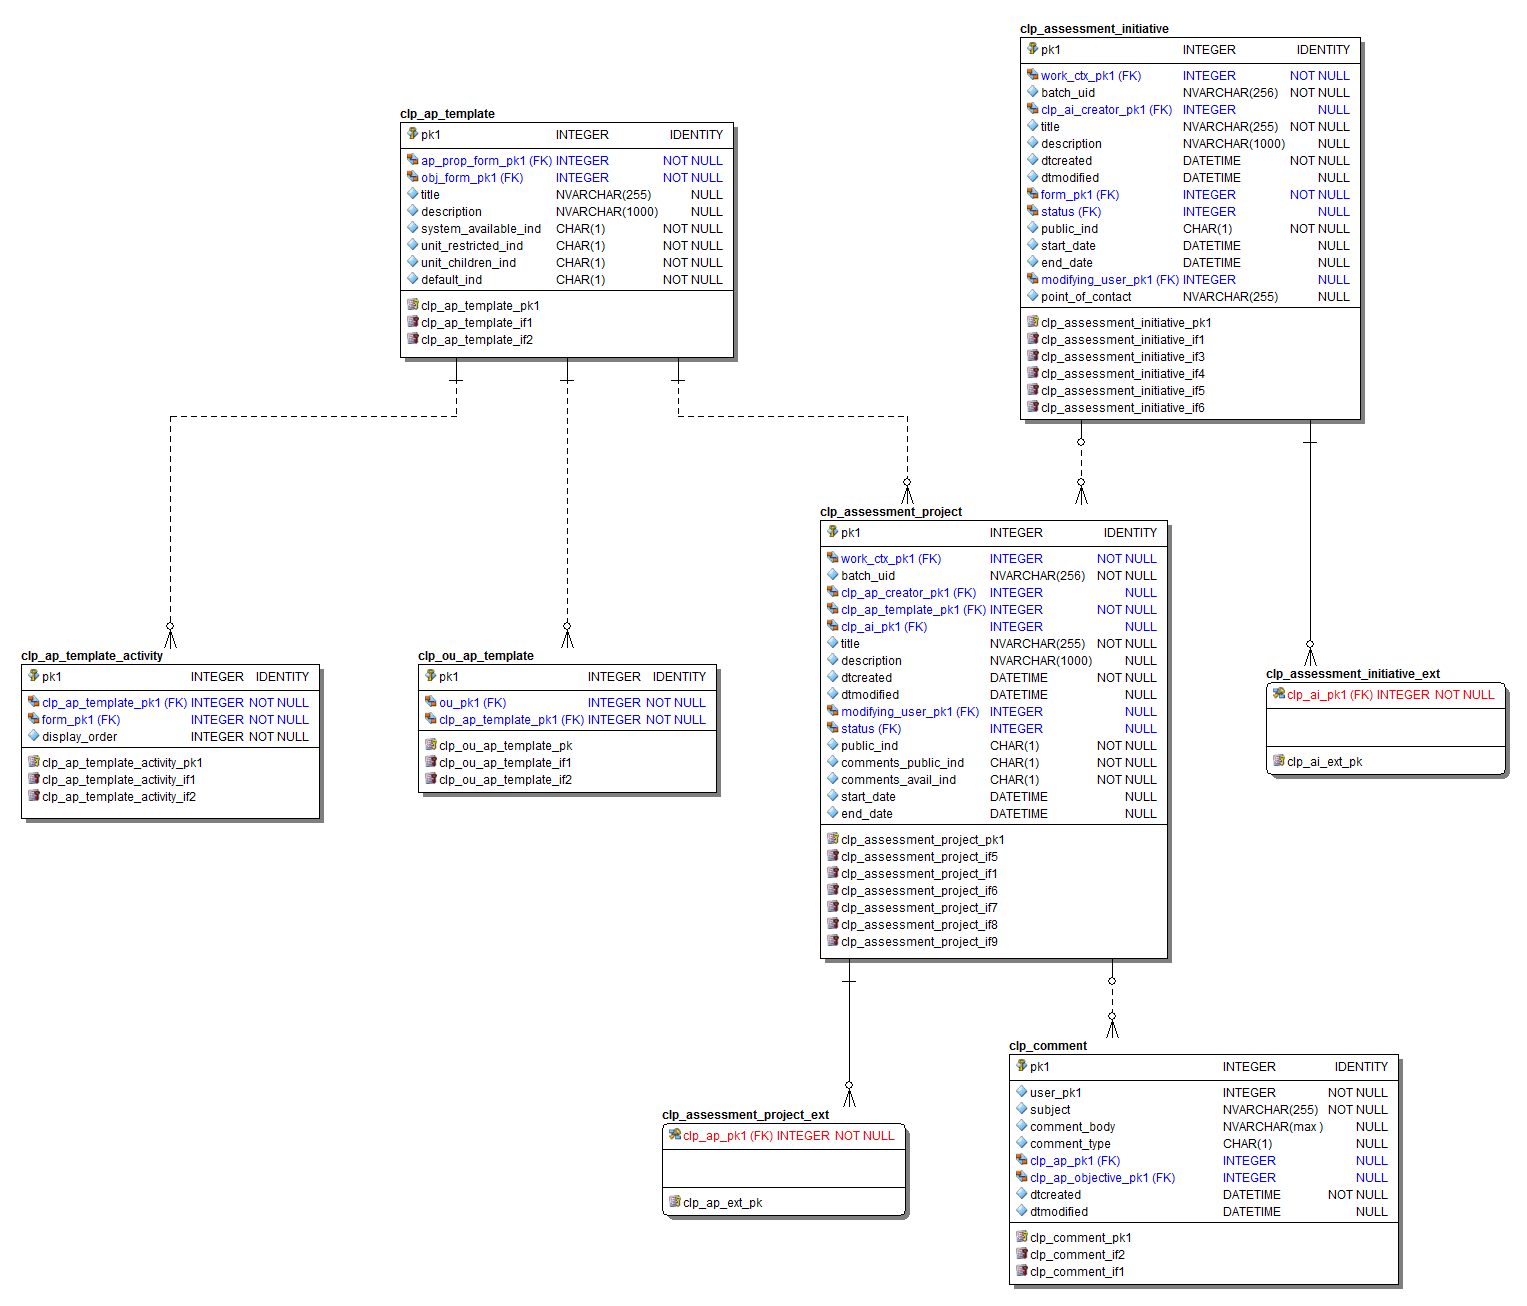 clp_assessment_initiative
pk1 INTEGER IDENTITY
work_ctx_pk1 (FK) INTEGER NOT NULL
batch_uid NVARCHAR(256) NOT NULL
clp_ai_creator_pk1 (FK) INTEGER NULL
title NVARCHAR(255) NOT NULL
description NVARCHAR(1000) NULL
dtcreated DATETIME NOT NULL
dtmodified DATETIME NULL
form_pk1 (FK) INTEGER NOT NULL
status (FK) INTEGER NULL
public_ind CHAR(1) NOT NULL
start_date DATETIME NULL
end_date DATETIME NULL
modifying_user_pk1 (FK) INTEGER NULL
point_of_contact NVARCHAR(255) NULL
clp_assessment_initiative_pk1
clp_assessment_initiative_if1
clp_assessment_initiative_if3
clp_assessment_initiative_if4
clp_assessment_initiative_if5
clp_assessment_initiative_if6
clp_ap_template
pk1 INTEGER IDENTITY
ap_prop_form_pk1 (FK) INTEGER NOT NULL
obj_form_pk1 (FK) INTEGER NOT NULL
title NVARCHAR(255) NULL
description NVARCHAR(1000) NULL
system_available_ind CHAR(1) NOT NULL
unit_restricted_ind CHAR(1) NOT NULL
unit_children_ind CHAR(1) NOT NULL
default_ind CHAR(1) NOT NULL
clp_ap_template_pk1
clp_ap_template_if1
clp_ap_template_if2
clp_assessment_project
pk1 INTEGER IDENTITY
work_ctx_pk1 (FK) INTEGER NOT NULL
batch_uid NVARCHAR(256) NOT NULL
clp_ap_creator_pk1 (FK) INTEGER NULL
clp_ap_template_pk1 (FK) INTEGER NOT NULL
clp_ai_pk1 (FK) INTEGER NULL
title NVARCHAR(255) NOT NULL
description NVARCHAR(1000) NULL
dtcreated DATETIME NOT NULL
dtmodified DATETIME NULL
modifying_user_pk1 (FK) INTEGER NULL
status (FK) INTEGER NULL
public_ind CHAR(1) NOT NULL
comments_public_ind CHAR(1) NOT NULL
comments_avail_ind CHAR(1) NOT NULL
start_date DATETIME NULL
end_date DATETIME NULL
clp_assessment_project_pk1
clp_assessment_project_if5
clp_assessment_project_if1
clp_assessment_project_if6
clp_assessment_project_if7
clp_assessment_project_if8
clp_assessment_project_if9
clp_ap_template_activity
pk1 INTEGER IDENTITY
clp_ap_template_pk1 (FK) INTEGER NOT NULL
form_pk1 (FK) INTEGER NOT NULL
display_order INTEGER NOT NULL
clp_ap_template_activity_pk1
clp_ap_template_activity_if1
clp_ap_template_activity_if2
clp_ou_ap_template
pk1 INTEGER IDENTITY
ou_pk1 (FK) INTEGER NOT NULL
clp_ap_template_pk1 (FK) INTEGER NOT NULL
clp_ou_ap_template_pk
clp_ou_ap_template_if1
clp_ou_ap_template_if2
clp_assessment_initiative_ext
clp_ai_pk1 (FK) INTEGER NOT NULL
clp_ai_ext_pk
clp_comment
pk1 INTEGER IDENTITY
user_pk1 INTEGER NOT NULL
subject NVARCHAR(255) NOT NULL
comment_body NVARCHAR(max ) NULL
comment_type CHAR(1) NULL
clp_ap_pk1 (FK) INTEGER NULL
clp_ap_objective_pk1 (FK) INTEGER NULL
dtcreated DATETIME NOT NULL
dtmodified DATETIME NULL
clp_comment_pk1
clp_comment_if2
clp_comment_if1
clp_assessment_project_ext
clp_ap_pk1 (FK) INTEGER NOT NULL
clp_ap_ext_pk